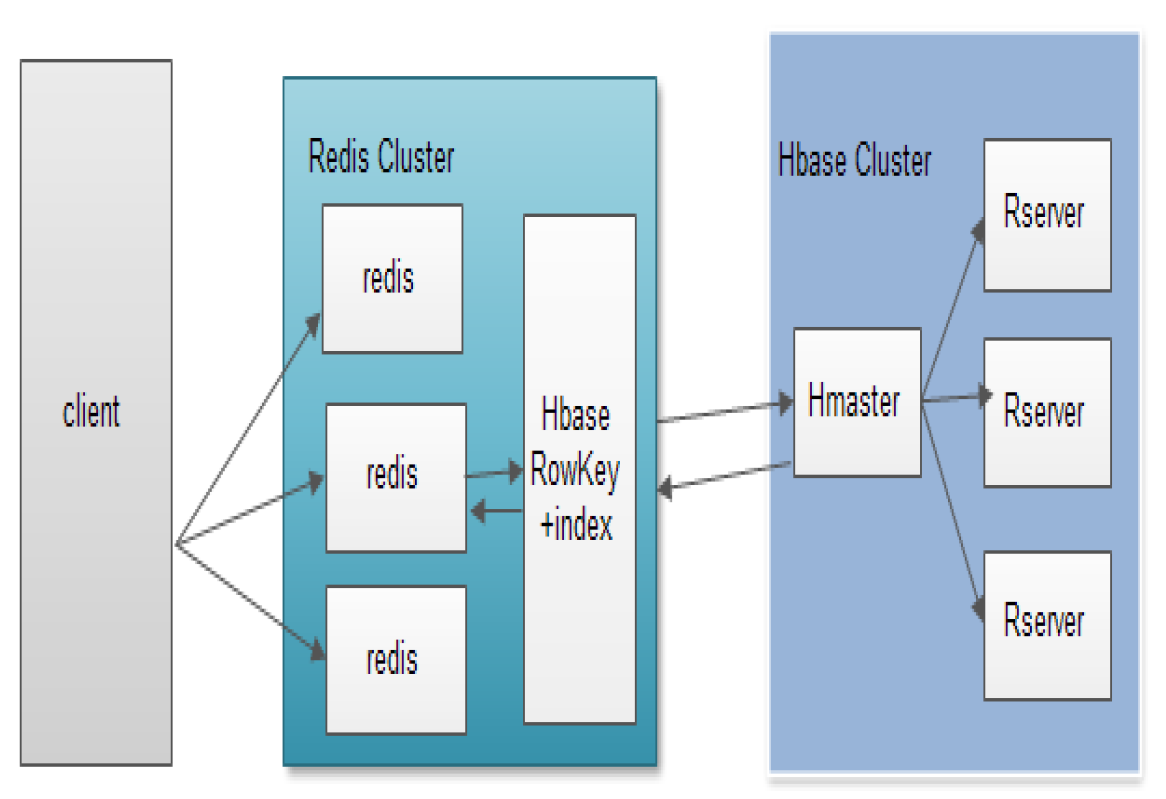 client
Redis Cluster
redis
redis
redis
Hbase
RowKey
+index
Hbase Cluster
Hmaster
Rserver
Rserver
Rserver